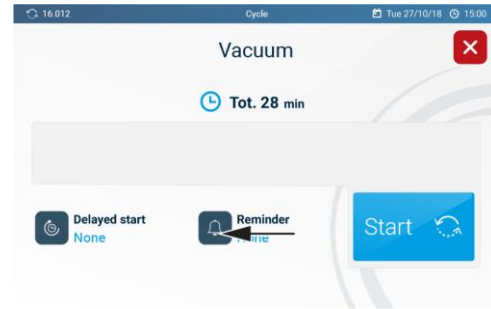 16.012 Cycle Tue 27/10/18 15:00
Vacuum
Tot. 28 min
Delayed start Reminder
None
Start